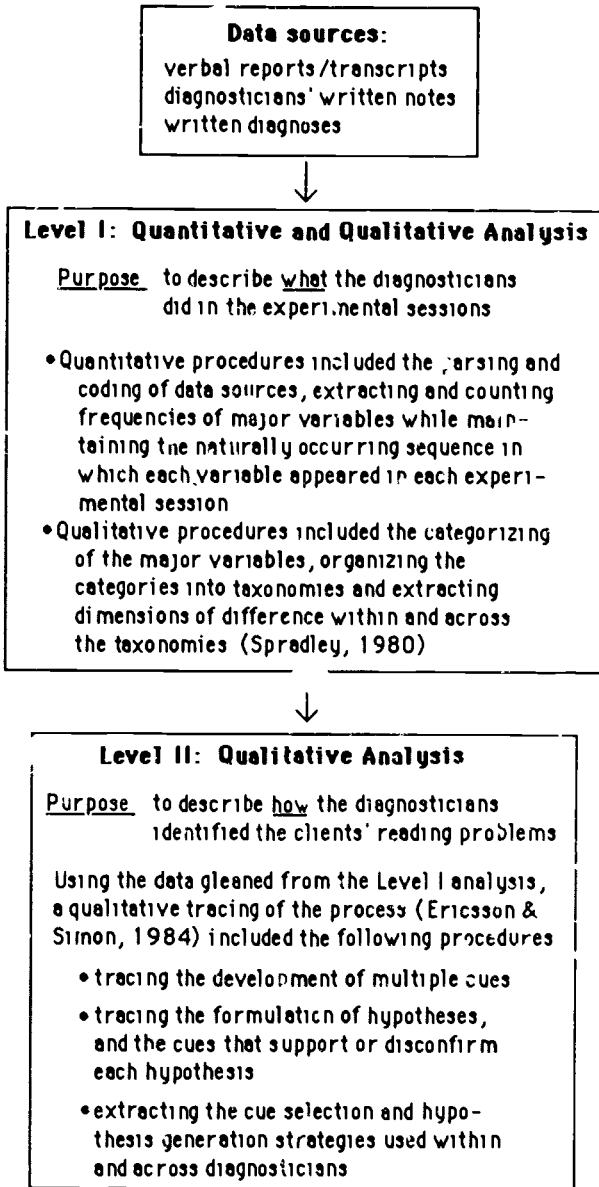 Data sources:
verbal reports/transcripts
diagnosticians' written notes
written diagnoses
Level I: Quantitative and Qualitative Analysis
Purpose to describe what the diagnosticians
did in the experimental sessions
•Quantitative procedures included the parsing and
coding of data sources, extracting and counting
frequencies of major variables while main-
taining the naturally occurring sequence in
which each variable appeared in each experi-
mental session
•Qualitative procedures included the categorizing
of the major variables, organizing the
categories into taxonomies and extracting
dimensions of difference within and across
the taxonomies (Spradley, 1980)
Level II: Qualitative Analysis
Purpose to describe how the diagnosticians
identified the clients' reading problems
Using the data gleaned from the Level I analysis,
a qualitative tracing of the process (Ericsson &
Simon, 1984) included the following procedures
•tracing the development of multiple cues
•tracing the formulation of hypotheses,
and the cues that support or disconfirm
each hypothesis
•extracting the cue selection and hypo-
thesis generation strategies used within
and across diagnosticians